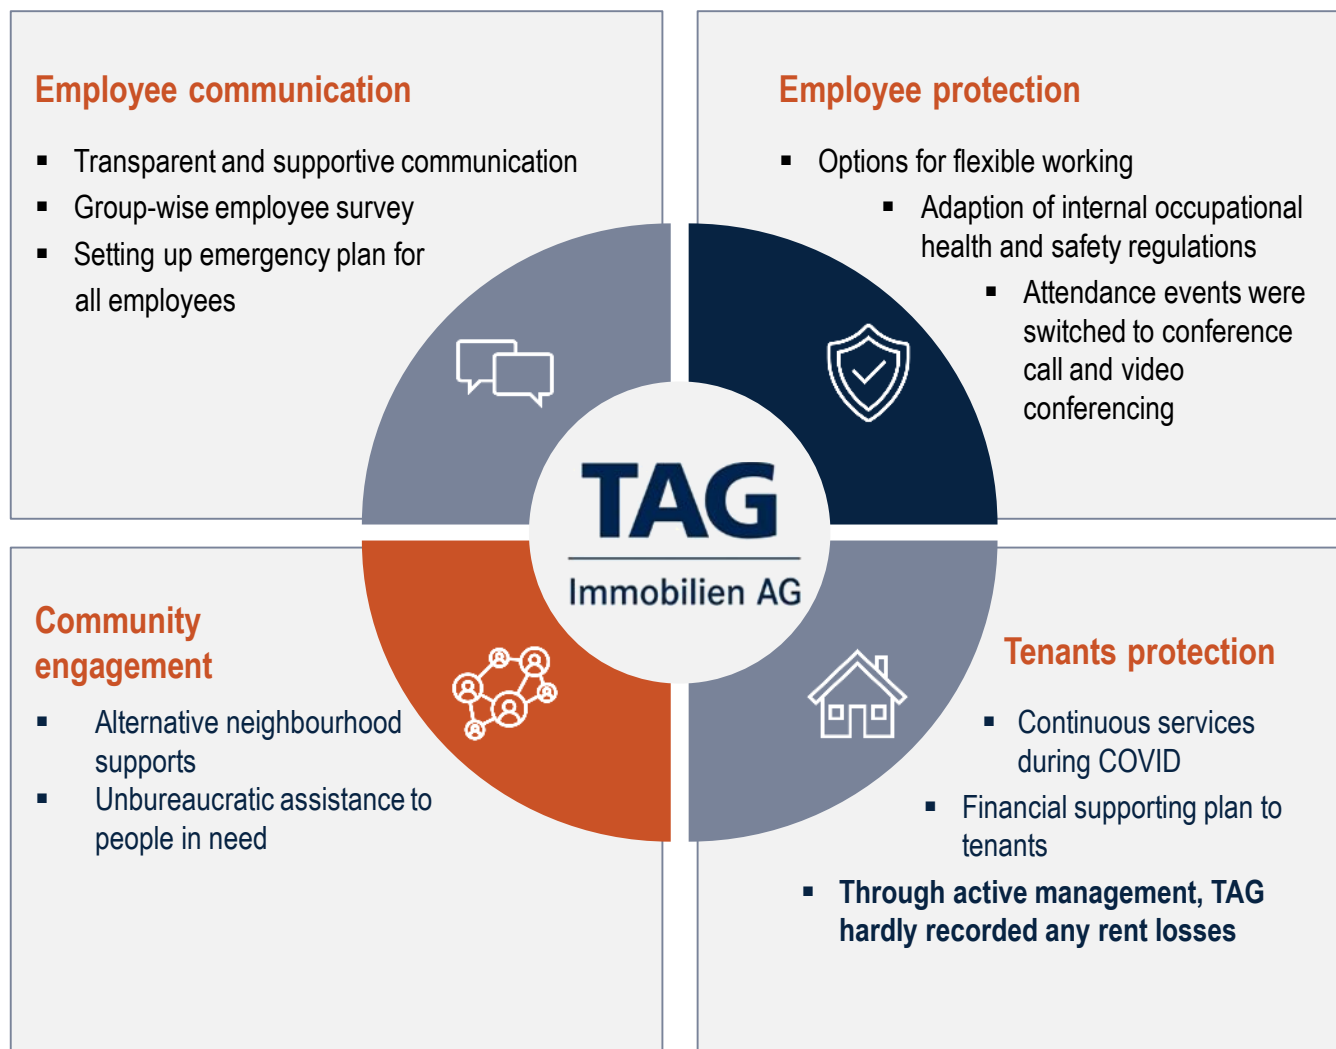 Employee communication
▪ Transparent and supportive communication
▪ Group-wise employee survey
▪ Setting up emergency plan for
all employees
Employee protection
▪ Options for flexible working
▪ Adaption of internal occupational
health and safety regulations
▪ Attendance events were
switched to conference
call and video
conferencing
TAG
Immobilien AG
Community
engagement
▪ Alternative neighbourhood
supports
▪ Unbureaucratic assistance to
people in need
Tenants protection
▪ Continuous services
during COVID
▪ Financial supporting plan to
tenants
▪ Through active management, TAG
hardly recorded any rent losses